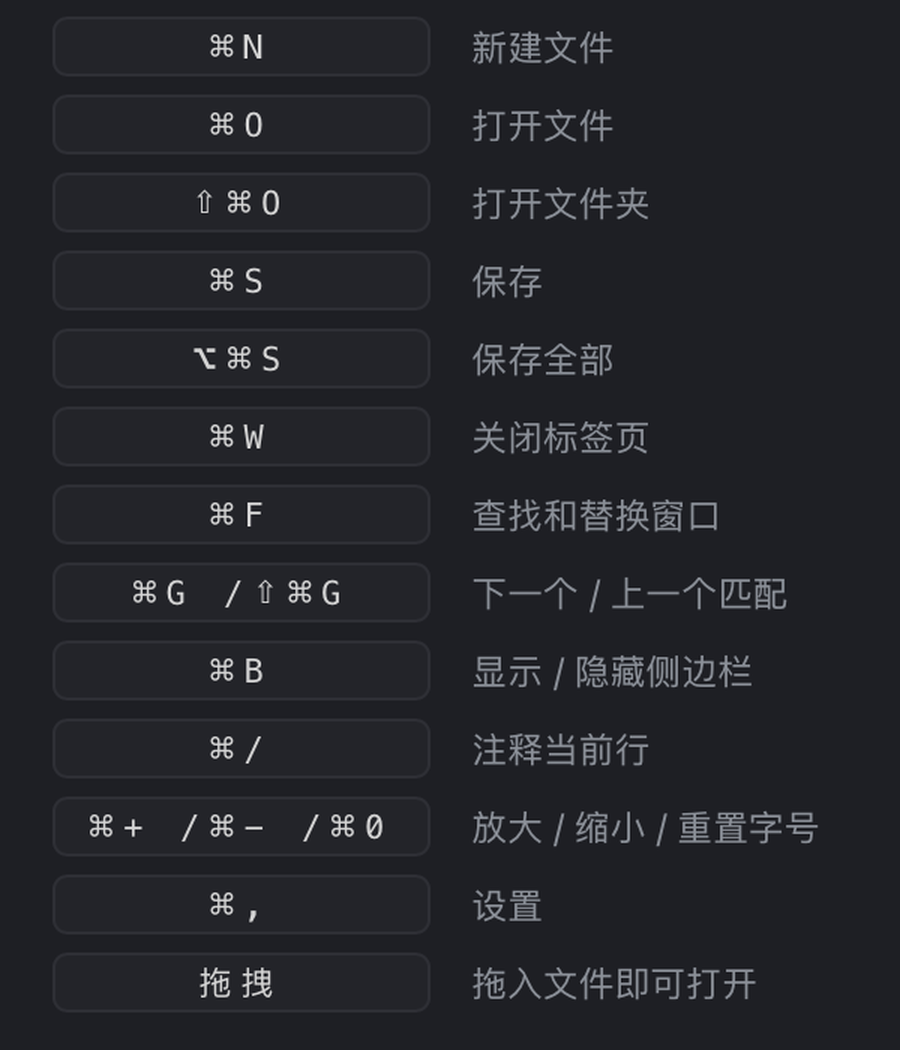 ⌘N 新建文件
⌘O 打开文件
⇧⌘O 打开文件夹
⌘S 保存
⌥⌘S 保存全部
⌘W 关闭标签页
⌘F 查找和替换窗口
⌘G /⇧⌘G 下一个 / 上一个匹配
⌘B 显示 / 隐藏侧边栏
⌘/ 注释当前行
⌘+ /⌘− /⌘0 放大 / 缩小 / 重置字号
⌘, 设置
拖拽 拖入文件即可打开